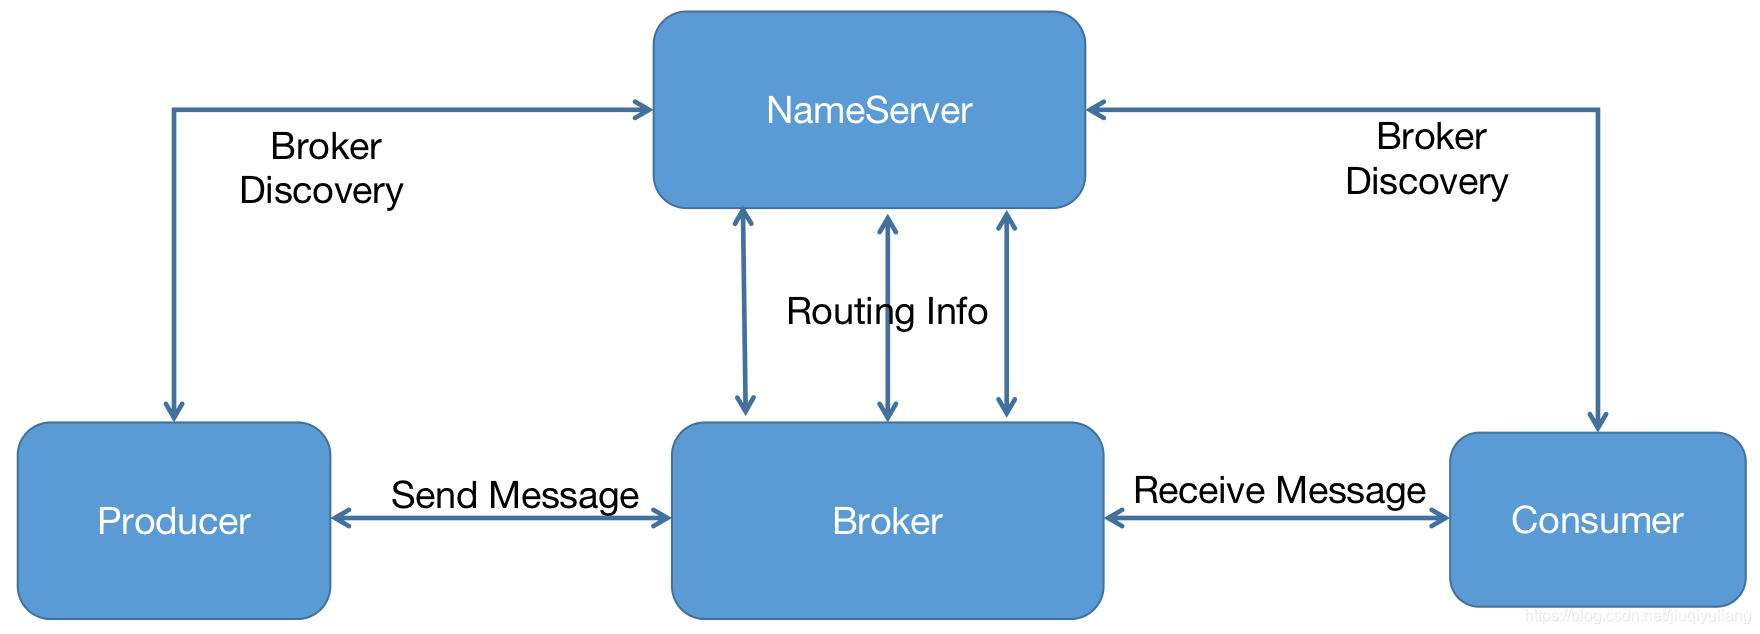 NameServer
Broker
Discovery
Broker
Discovery
Routing Info
Send Message
Receive Message
Producer
Broker
Consumer
https://blog.csdn.net/jiuqiyuliang